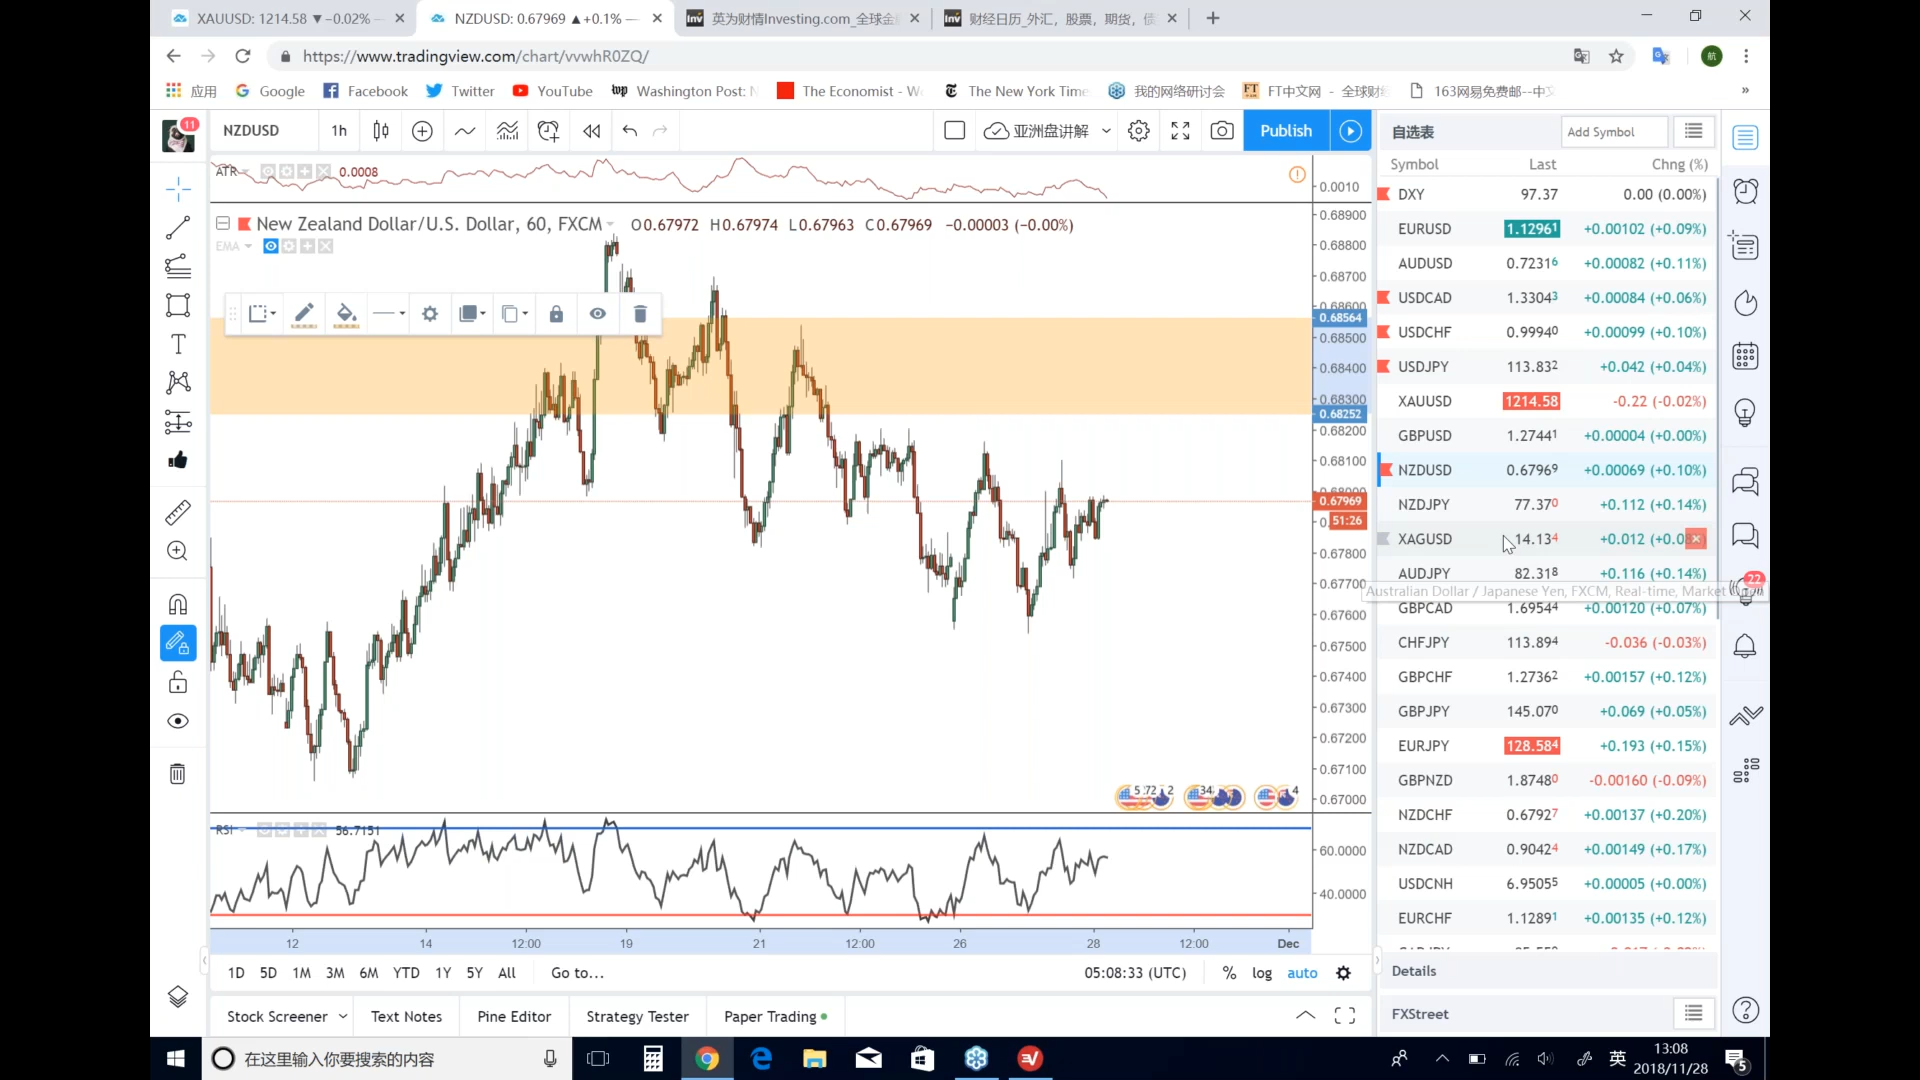 XAUUSD: 1214.58 ▼ −0.02% —
NZDUSD: 0.67969 ▲ +0.1% —
英为财情Investing.com_全球金
财经日历_外汇，股票，期货，债
https://www.tradingview.com/chart/vvwhR0ZQ/
应用
Google
Facebook
Twitter
YouTube
Washington Post: N
The Economist - W
The New York Time
我的网络研讨会
FT中文网 - 全球财
163网易免费邮--中文
11
NZDUSD
1h
亚洲盘讲解
Publish
自选表
Add Symbol
Symbol Last Chng (%)
ATR 0.0008
0.0010
New Zealand Dollar/U.S. Dollar, 60, FXCM O0.67972 H0.67974 L0.67963 C0.67969 −0.00003 (−0.00%)
EMA
0.68900
0.68800
0.68700
0.68600
0.68564
0.68500
0.68400
0.68300
0.68252
0.68200
0.68100
0.67969
51:26
0.67800
0.67700
0.67600
0.67500
0.67400
0.67300
0.67200
0.67100
0.67000
DXY 97.37 0.00 (0.00%)
EURUSD 1.12961 +0.00102 (+0.09%)
AUDUSD 0.72316 +0.00082 (+0.11%)
USDCAD 1.33043 +0.00084 (+0.06%)
USDCHF 0.99940 +0.00099 (+0.10%)
USDJPY 113.832 +0.042 (+0.04%)
XAUUSD 1214.58 -0.22 (-0.02%)
GBPUSD 1.27441 +0.00004 (+0.00%)
NZDUSD 0.67969 +0.00069 (+0.10%)
NZDJPY 77.370 +0.112 (+0.14%)
XAGUSD 14.134 +0.012 (+0.0
AUDJPY 82.318 +0.116 (+0.14%)
Australian Dollar / Japanese Yen, FXCM, Real-time, Market
22
GBPCAD 1.69544 +0.00120 (+0.07%)
CHFJPY 113.894 -0.036 (-0.03%)
GBPCHF 1.27362 +0.00157 (+0.12%)
GBPJPY 145.070 +0.069 (+0.05%)
EURJPY 128.584 +0.193 (+0.15%)
GBPNZD 1.87480 -0.00160 (-0.09%)
NZDCHF 0.67927 +0.00137 (+0.20%)
NZDCAD 0.90424 +0.00149 (+0.17%)
USDCNH 6.95055 +0.00005 (+0.00%)
EURCHF 1.12891 +0.00135 (+0.12%)
RSI 56.7151
60.0000
40.0000
12 14 12:00 19 21 12:00 26 28 12:00 Dec
1D 5D 1M 3M 6M YTD 1Y 5Y All Go to... 05:08:33 (UTC) % log auto
Details
Stock Screener Text Notes Pine Editor Strategy Tester Paper Trading
FXStreet
在这里输入你要搜索的内容
英
13:08
2018/11/28
5